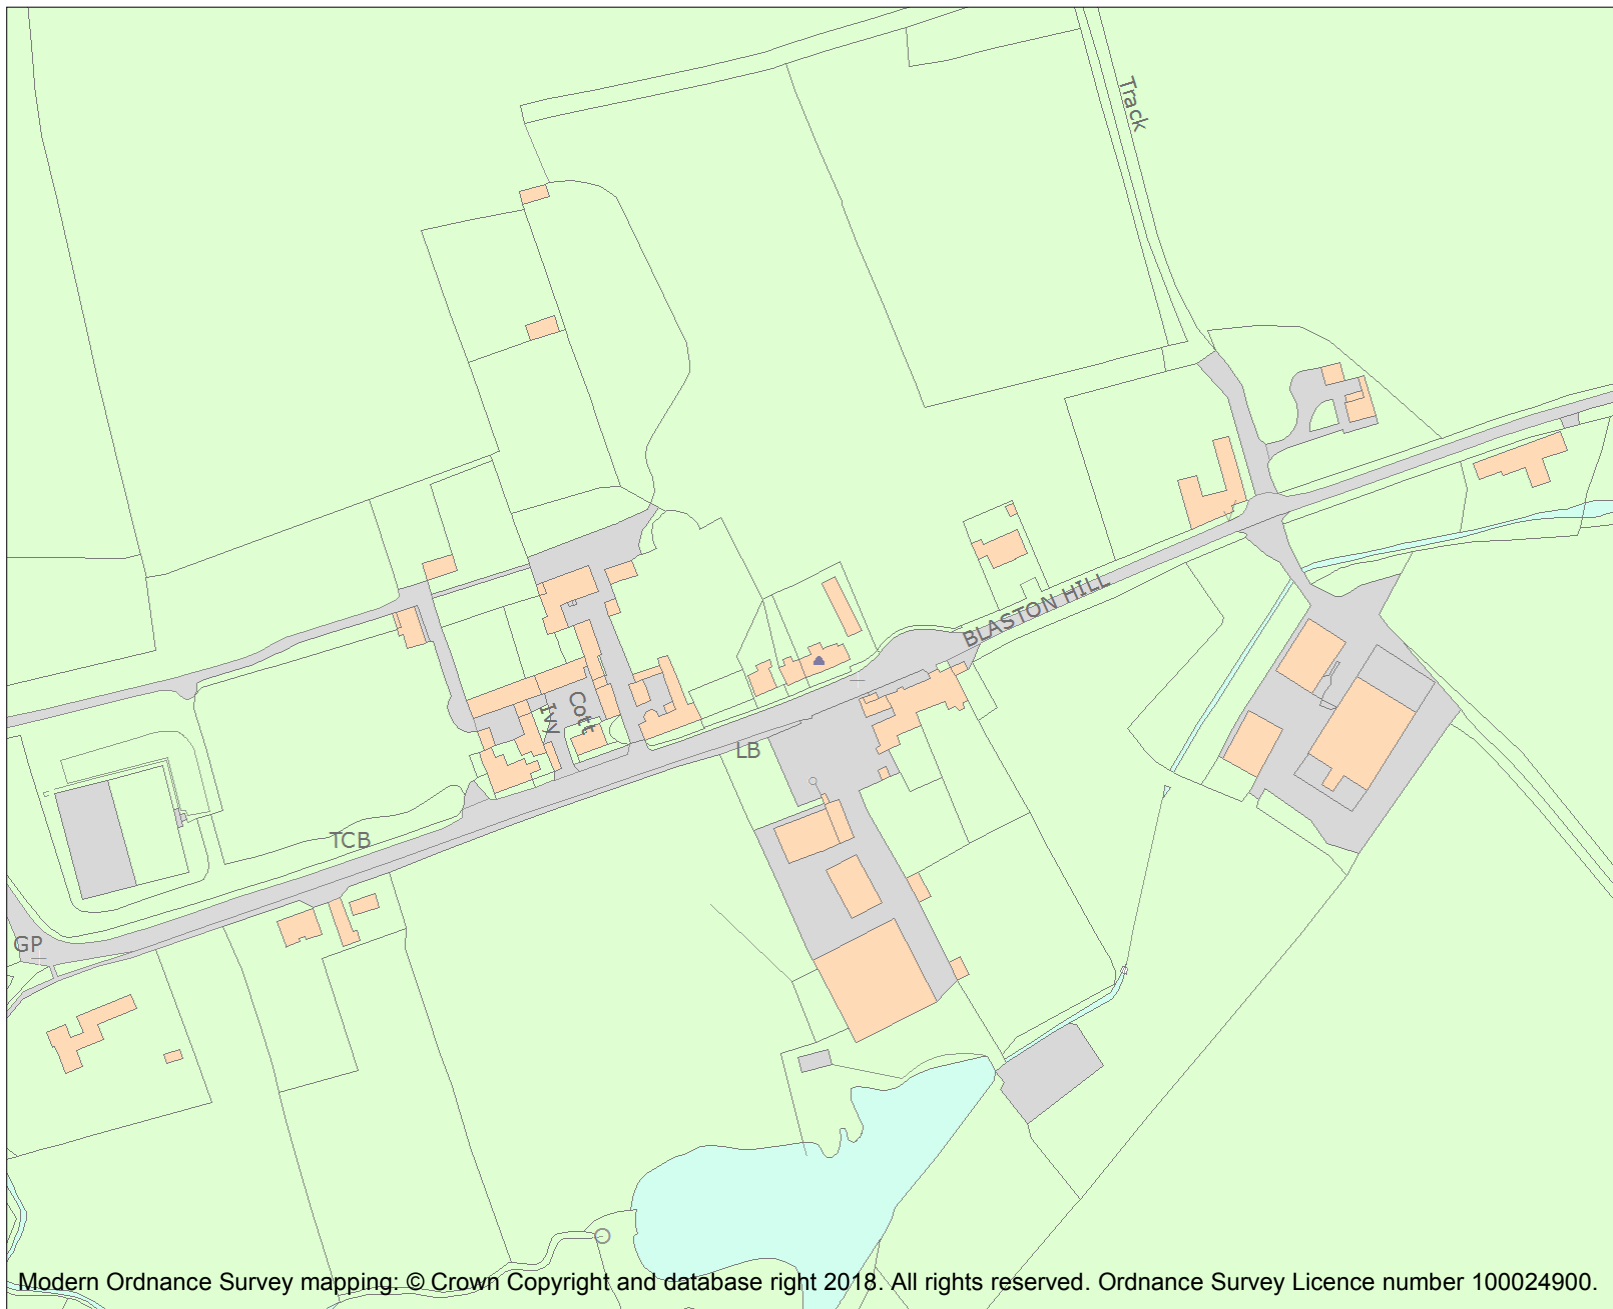 Track
BLASTON HILL
Cott
LB
TCB
GP
Modern Ordnance Survey mapping: © Crown Copyright and database right 2018. All rights reserved. Ordnance Survey Licence number 100024900.